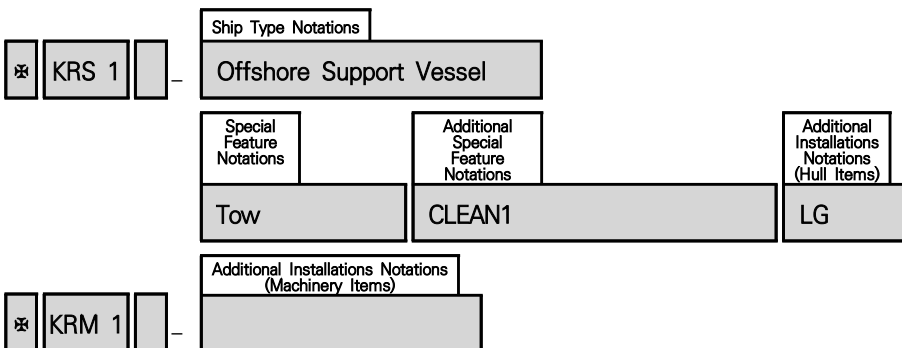 Ship Type Notations
✠ KRS 1 _ Offshore Support Vessel
Special
Feature
Notations
Additional
Special
Feature
Notations
Additional
Installations
Notations
(Hull Items)
Tow CLEAN1 LG
Additional Installations Notations
(Machinery Items)
✠ KRM 1 _